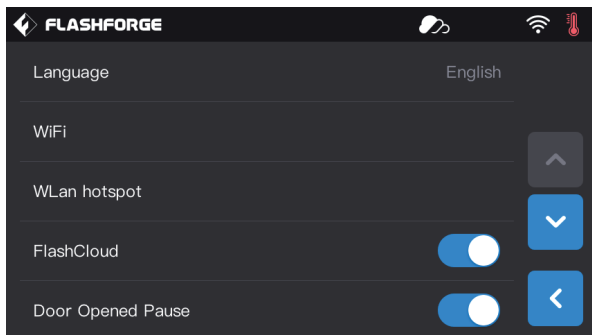 FLASHFORGE
Language English
WiFi
WLan hotspot
FlashCloud
Door Opened Pause